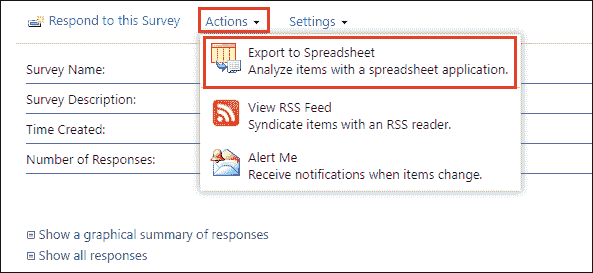 Respond to this Survey Actions Settings
Export to Spreadsheet
Analyze items with a spreadsheet application.
Survey Name:
Survey Description:
View RSS Feed
Syndicate items with an RSS reader.
Time Created:
Number of Responses:
Alert Me
Receive notifications when items change.
Show a graphical summary of responses
Show all responses